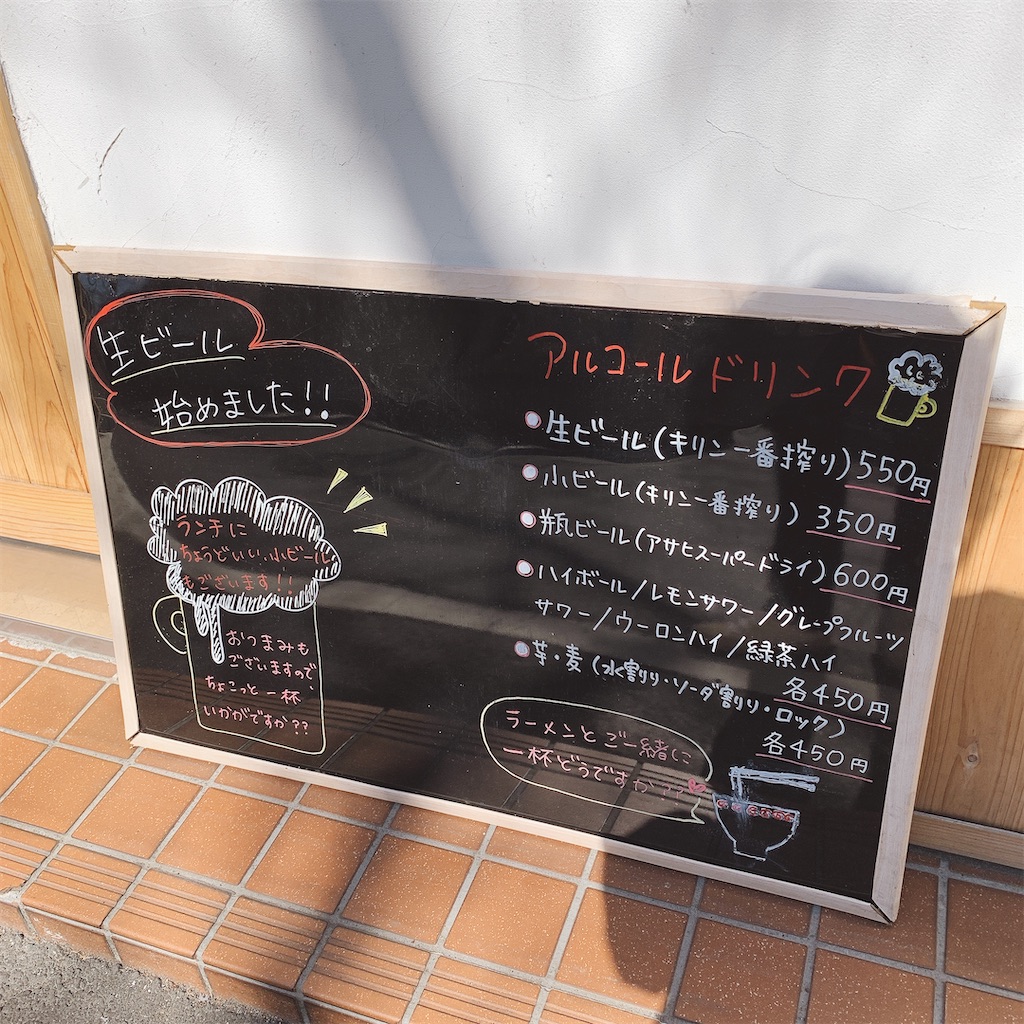 生ビール
始めました!!
ランチに
ちょうどいい、小ビール
もございます!!
おつまみも
ございますので
ちょこっと一杯、
いかがですか??
アルコールドリンク
生ビール(キリン一番搾り)550円
小ビール(キリン一番搾り)350円
瓶ビール(アサヒスーパードライ)600円
ハイボール/レモンサワー/グレープフルーツ
サワー/ウーロンハイ/緑茶ハイ
各450円
芋・麦(水割り・ソーダ割り・ロック)
各450円
ラーメンとご一緒に
一杯どうですか??